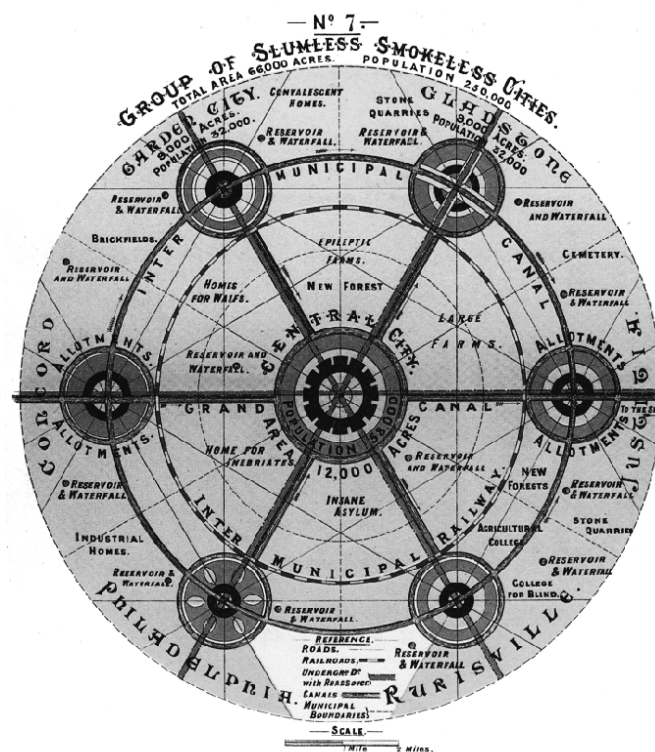 — Nº 7. —
GROUP OF SLUMLESS SMOKELESS CITIES.
TOTAL AREA 66,000 ACRES. POPULATION 250,000
GARDEN CITY.
9,000 ACRES.
POPULATION 32,000.
CONVALESCENT
HOMES.
RESERVOIR
& WATERFALL.
STONE
QUARRIES
RESERVOIR &
WATERFALL.
GLADSTONE
9,000 ACRES.
POPULATION
32,000
INTER MUNICIPAL CANAL
RESERVOIR
& WATERFALL
BRICKFIELDS.
RESERVOIR
AND WATERFALL
RESERVOIR
AND WATERFALL
CEMETERY.
RESERVOIR
& WATERFALL
EPILEPTIC
FARMS.
HOMES
FOR WAIFS.
NEW FOREST
LARGE
FARMS.
RESERVOIR AND
WATERFALL.
CENTRAL CITY.
POPULATION 58,000
AREA 12,000 ACRES
CONCORD
ALLOTMENTS.
ALLOTMENTS.
JUSTITIA
ALLOTMENTS
ALLOTMENTS
"GRAND CANAL"
HOME FOR
INEBRIATES.
RESERVOIR
AND WATERFALL
INSANE
ASYLUM.
INTER MUNICIPAL RAILWAY
NEW
FORESTS
AGRICULTURAL
COLLEGE
RESERVOIR
& WATERFALL
INDUSTRIAL
HOMES.
RESERVOIR &
WATERFALL.
RESERVOIR
& WATERFALL
STONE
QUARRIES
RESERVOIR
& WATERFALL
COLLEGE
FOR BLIND.
RESERVOIR &
WATERFALL.
PHILADELPHIA.
RURISVILLE.
RESERVOIR
& WATERFALL
REFERENCE.
ROADS.
RAILROADS.
UNDERGRD Dº
WITH ROADS OVER
CANALS
MUNICIPAL
BOUNDARIES
— SCALE. —
1 MILE 2 MILES.